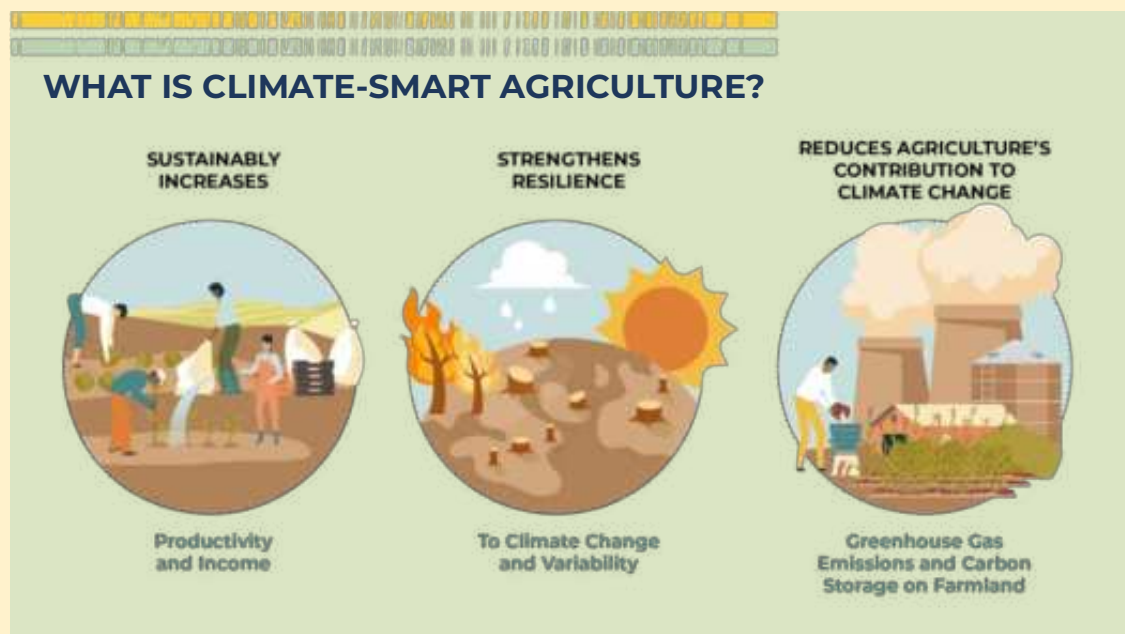 WHAT IS CLIMATE-SMART AGRICULTURE?
SUSTAINABLY
INCREASES
Productivity
and Income
STRENGTHENS
RESILIENCE
To Climate Change
and Variability
REDUCES AGRICULTURE'S
CONTRIBUTION TO
CLIMATE CHANGE
Greenhouse Gas
Emissions and Carbon
Storage on Farmland